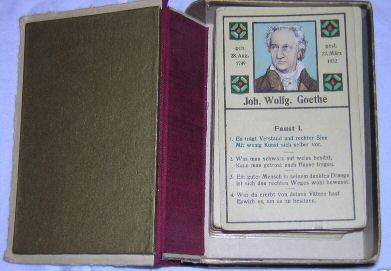 geb.
28. Aug.
1749
gest.
22. März
1832
Joh. Wolfg. Goethe
Faust I.
1. Es trägt Verstand und rechter Sinn
Mit wenig Kunst sich selber vor.
2. Was man schwarz auf weiss besitzt,
Kann man getrost nach Hause tragen.
3. Ein guter Mensch in seinem dunklen Drange
Ist sich des rechten Weges wohl bewusst.
4. Was du ererbt von deinen Vätern hast
Erwirb es, um es zu besitzen.